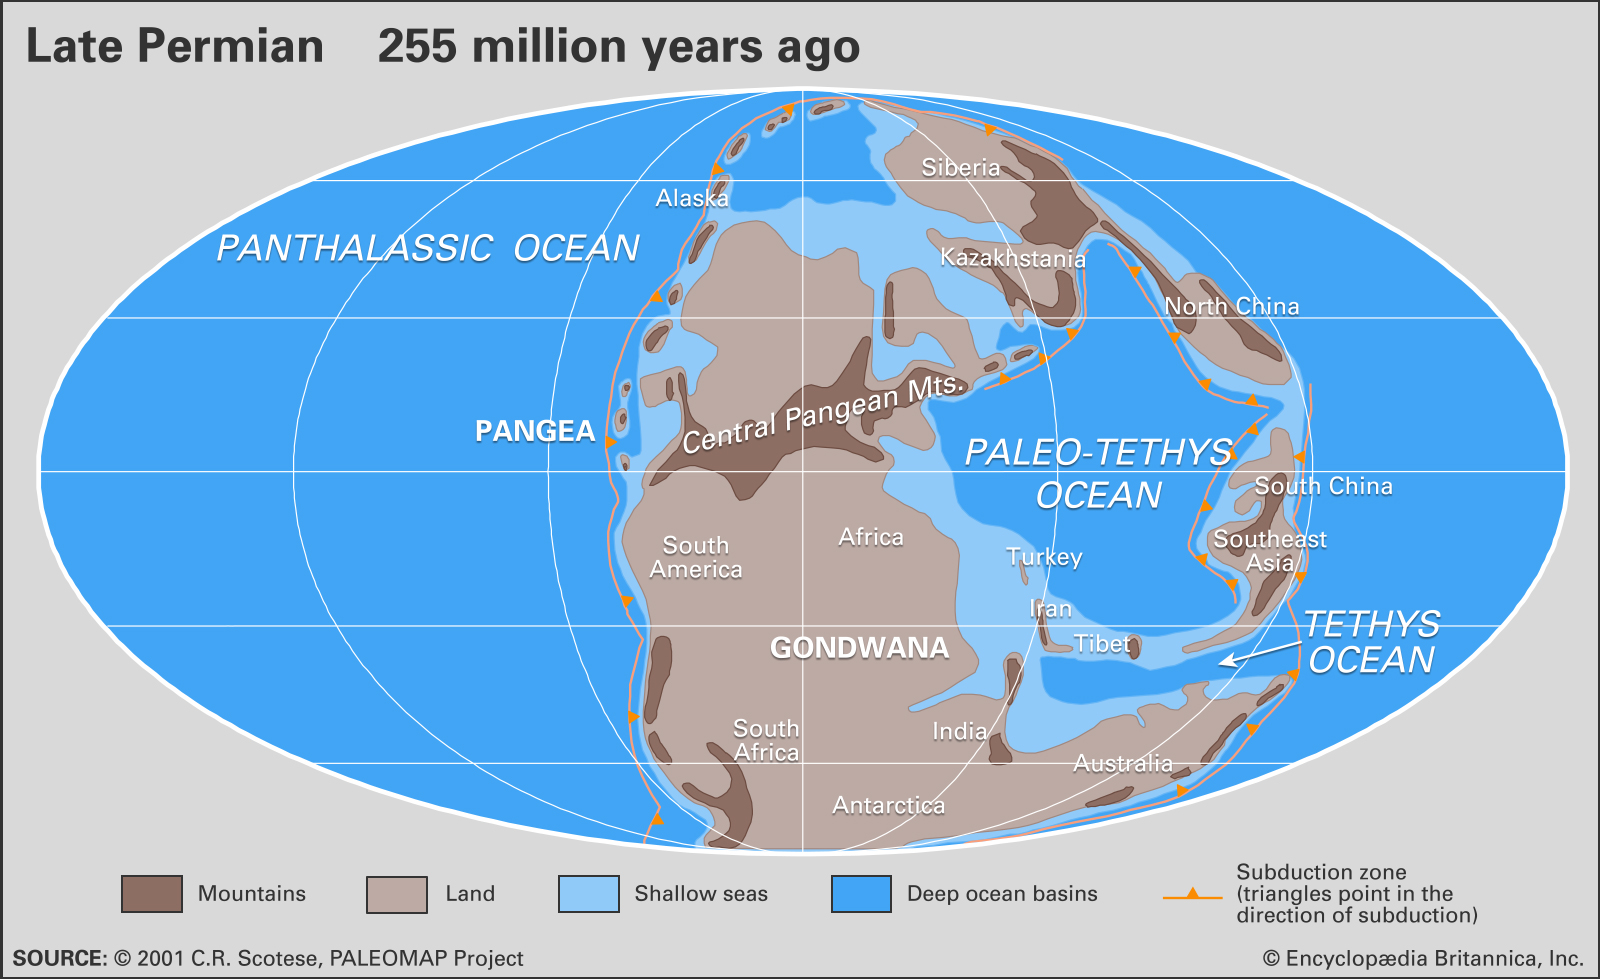 Late Permian    255 million years ago
Siberia
Alaska
PANTHALASSIC OCEAN
Kazakhstania
North China
Central Pangean Mts.
PANGEA
PALEO-TETHYS
OCEAN
South China
Southeast
Asia
South
America
Africa
Turkey
Iran
Tibet
GONDWANA
TETHYS
OCEAN
South
Africa
India
Australia
Antarctica
Mountains
Land
Shallow seas
Deep ocean basins
Subduction zone
(triangles point in the
direction of subduction)
SOURCE: © 2001 C.R. Scotese, PALEOMAP Project
© Encyclopædia Britannica, Inc.